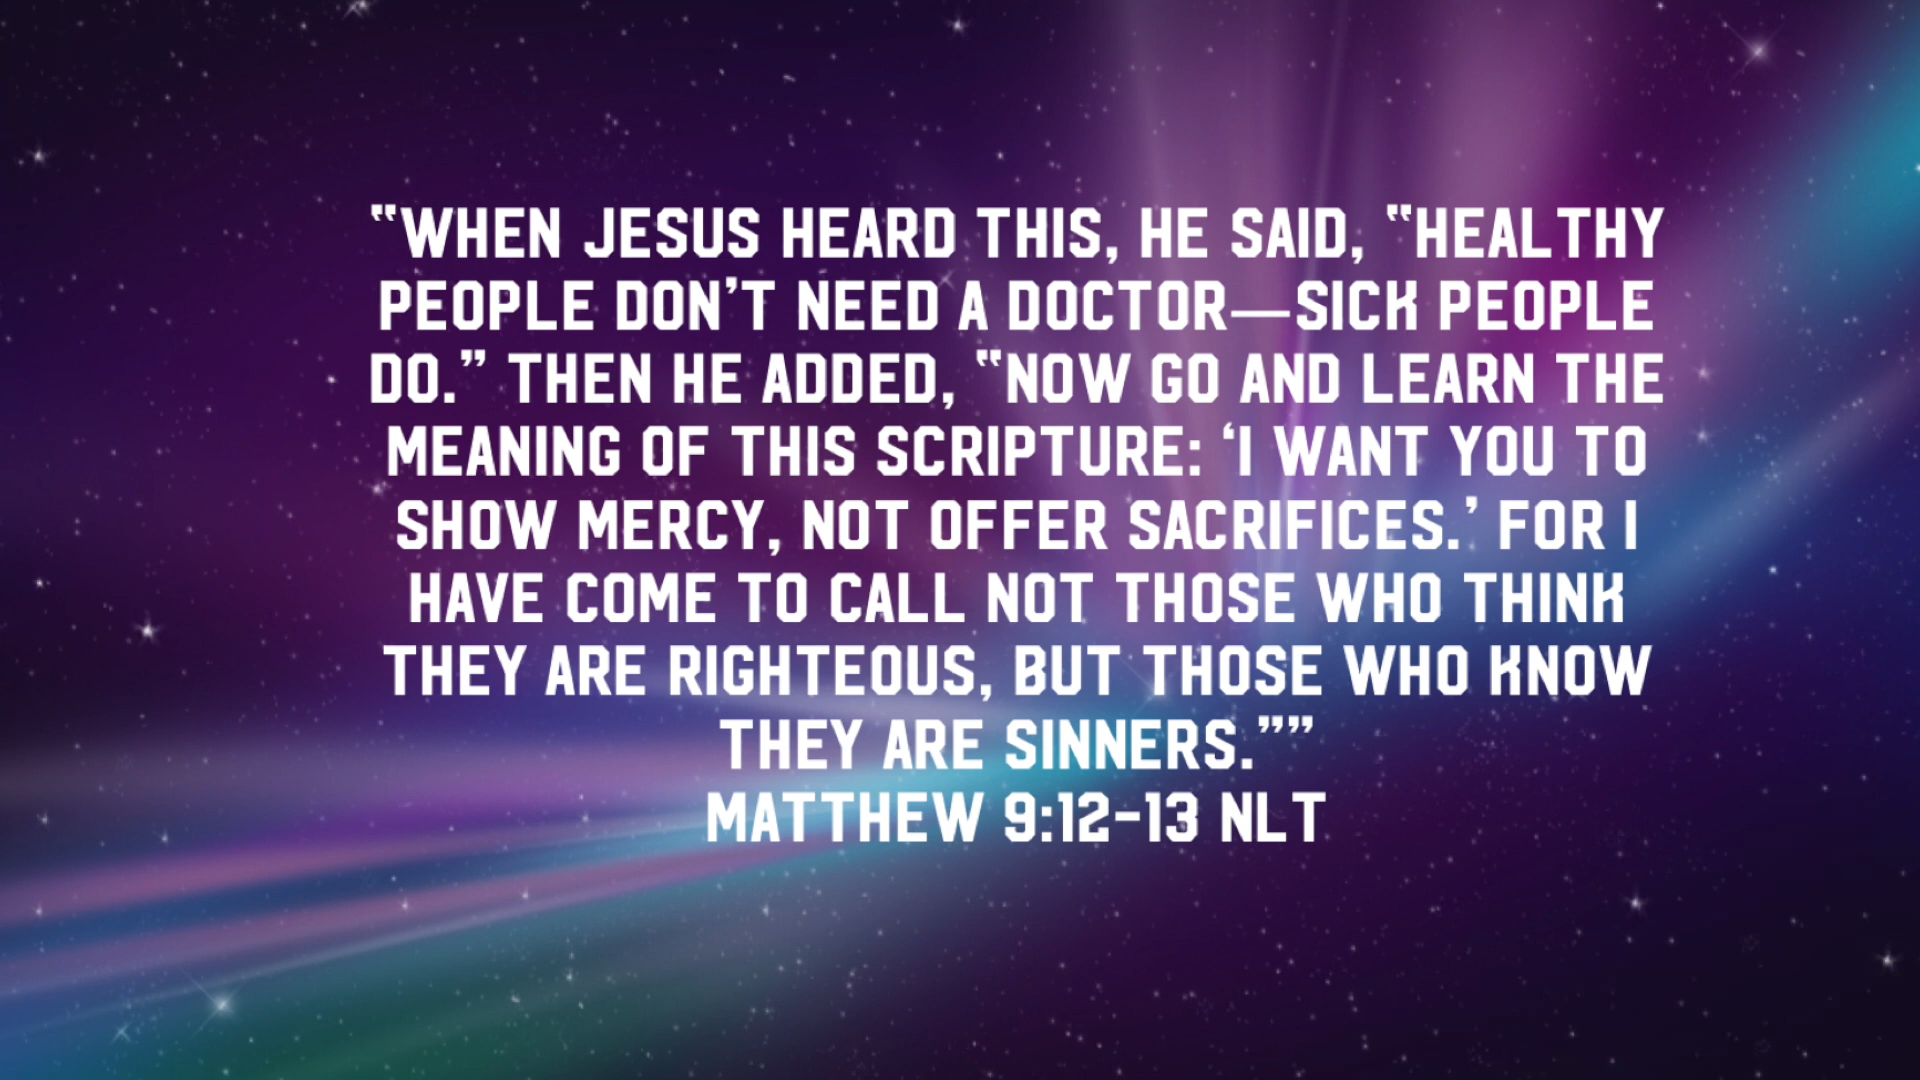 “WHEN JESUS HEARD THIS, HE SAID, “HEALTHY
PEOPLE DON’T NEED A DOCTOR—SICK PEOPLE
DO.” THEN HE ADDED, “NOW GO AND LEARN THE
MEANING OF THIS SCRIPTURE: ‘I WANT YOU TO
SHOW MERCY, NOT OFFER SACRIFICES.’ FOR I
HAVE COME TO CALL NOT THOSE WHO THINK
THEY ARE RIGHTEOUS, BUT THOSE WHO KNOW
THEY ARE SINNERS.””
MATTHEW 9:12-13 NLT